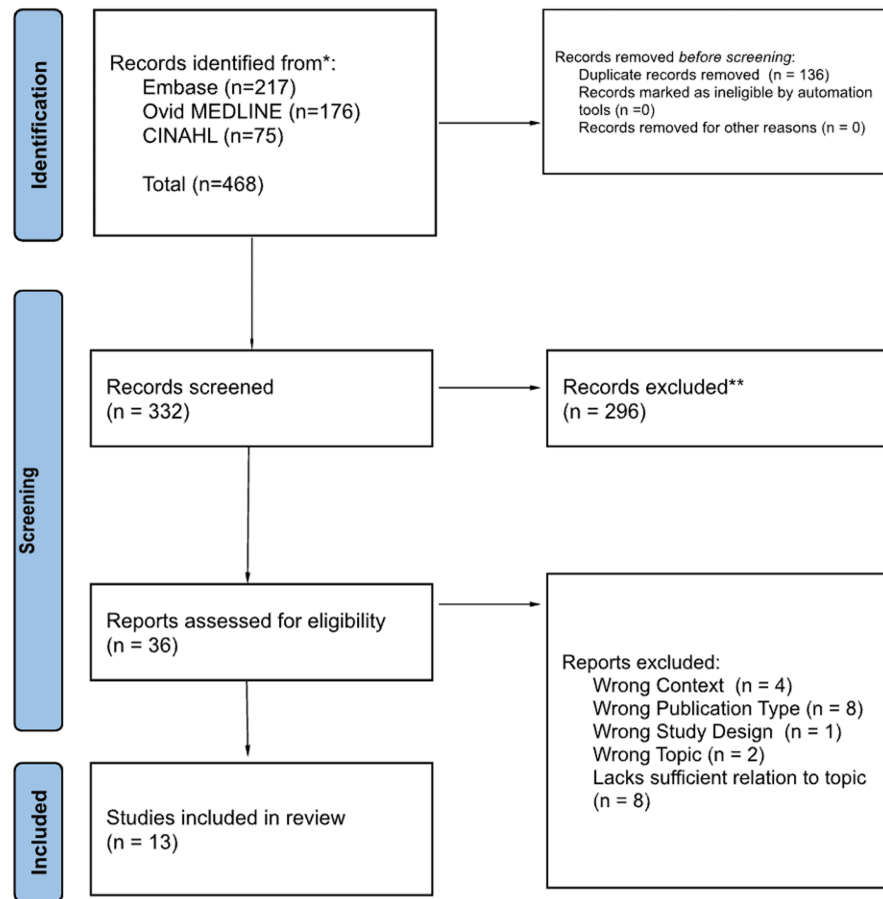 Identification
Records identified from*:
Embase (n=217)
Ovid MEDLINE (n=176)
CINAHL (n=75)
Total (n=468)
Records removed before screening:
Duplicate records removed (n = 136)
Records marked as ineligible by automation
tools (n =0)
Records removed for other reasons (n = 0)
Screening
Records screened
(n = 332)
Records excluded**
(n = 296)
Reports assessed for eligibility
(n = 36)
Reports excluded:
Wrong Context (n = 4)
Wrong Publication Type (n = 8)
Wrong Study Design (n = 1)
Wrong Topic (n = 2)
Lacks sufficient relation to topic
(n = 8)
Included
Studies included in review
(n = 13)